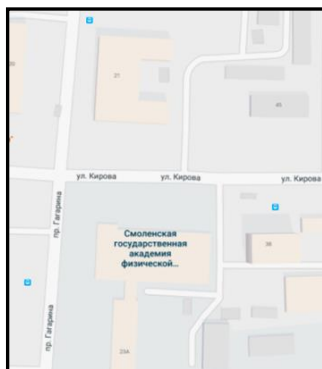 21
45
ул. Кирова
ул. Кирова
ул. Кирова
пр. Гагарина
Смоленская
государственная
академия
физической...
38
пр. Гагарина
23А